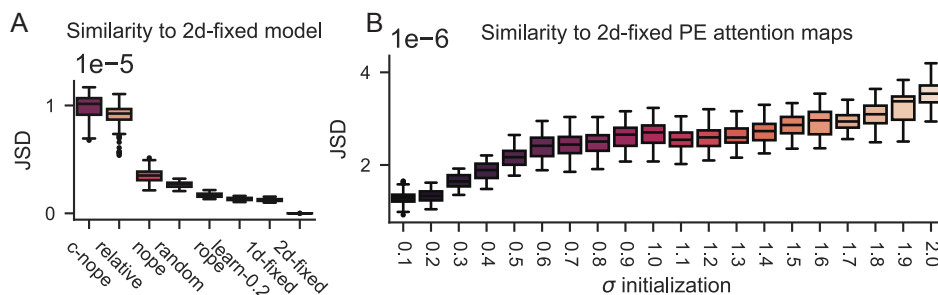 A
Similarity to 2d-fixed model
1e−5
JSD
1
0
c-nope
relative
nope
random
rope
learn-0.2
1d-fixed
2d-fixed
B
Similarity to 2d-fixed PE attention maps
1e−6
JSD
4
2
0.1 0.2 0.3 0.4 0.5 0.6 0.7 0.8 0.9 1.0 1.1 1.2 1.3 1.4 1.5 1.6 1.7 1.8 1.9 2.0
σ initialization